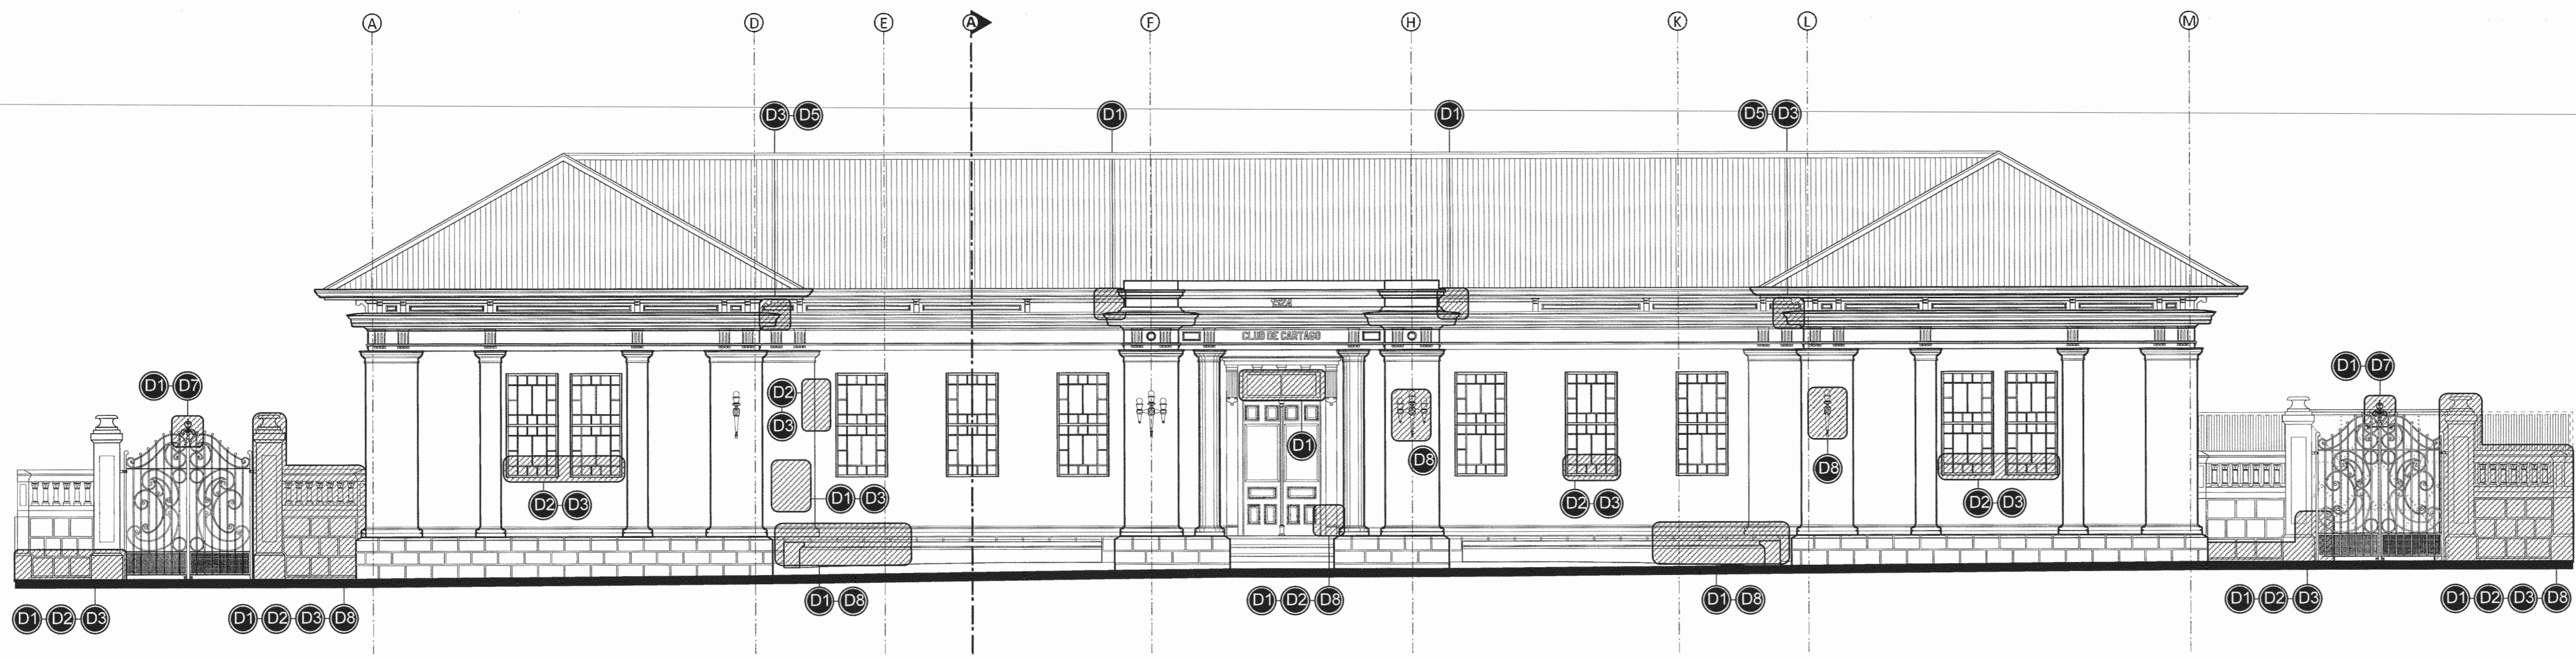 A D E A F H K L M
D3 D5 D1 D1 D5 D3
CLUB DE CARTAGO
D1 D7
D1 D7
D2
D3
D1
D8
D8
D2 D3
D1 D3
D2 D3
D2 D3
D1 D8
D1 D2 D8
D1 D8
D1 D2 D3
D1 D2 D3 D8
D1 D2 D3
D1 D2 D3 D8